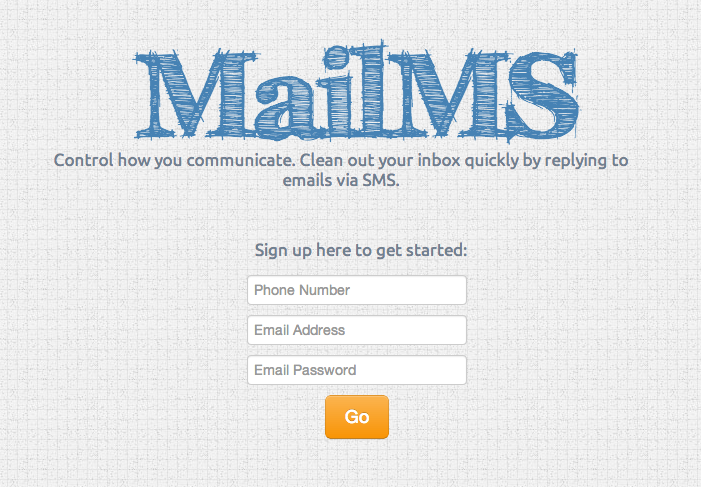 MailMS
Control how you communicate. Clean out your inbox quickly by replying to
emails via SMS.
Sign up here to get started:
Phone Number
Email Address
Email Password
Go